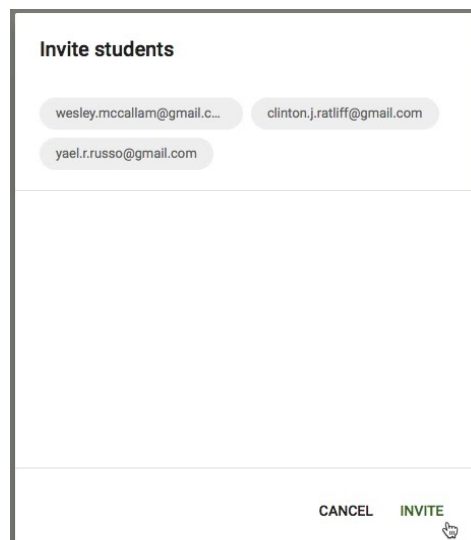 Invite students
wesley.mccallam@gmail.c... clinton.j.ratliff@gmail.com
yael.r.russo@gmail.com
CANCEL INVITE